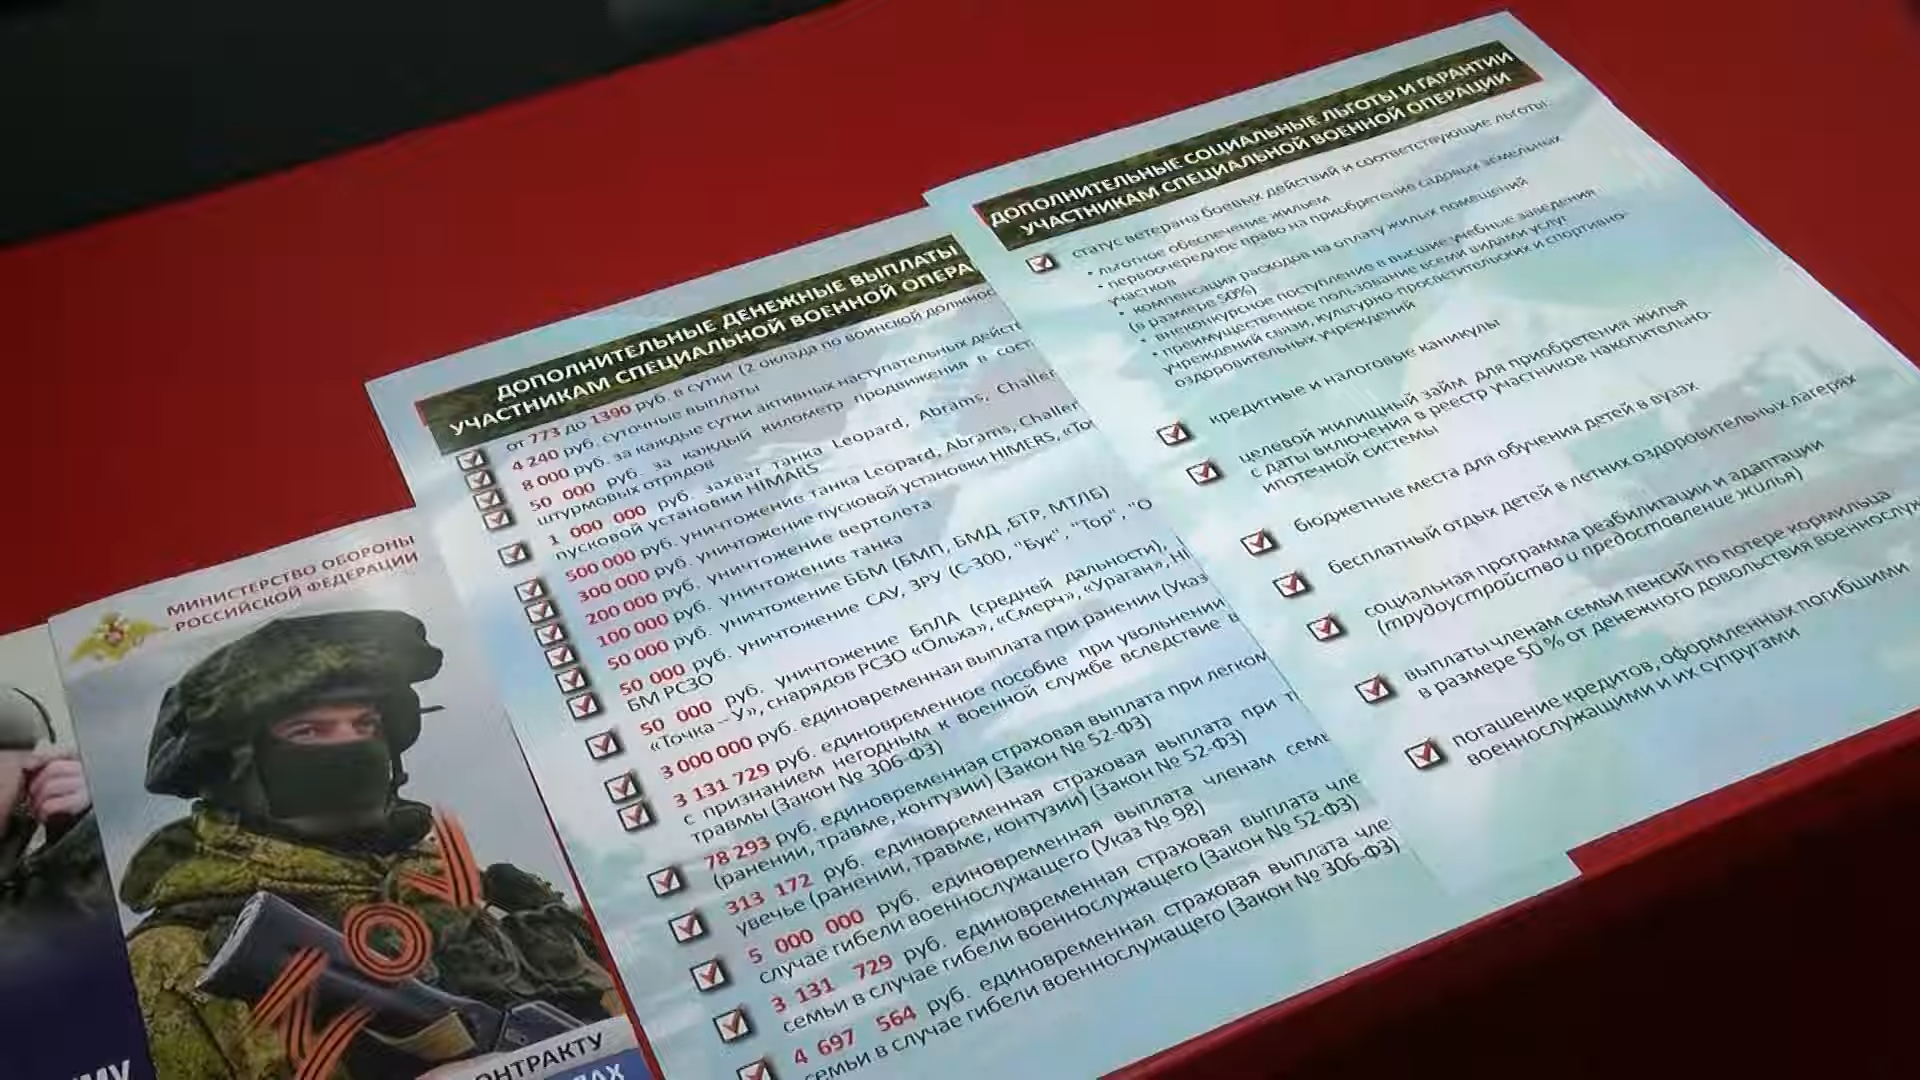 МИНИСТЕРСТВО ОБОРОНЫ
РОССИЙСКОЙ ФЕДЕРАЦИИ
ZOV
ОНТРАКТУ
ДОПОЛНИТЕЛЬНЫЕ ДЕНЕЖНЫЕ ВЫПЛАТЫ
УЧАСТНИКАМ СПЕЦИАЛЬНОЙ ВОЕННОЙ ОПЕРА
от 773 до 1390 руб. в сутки (2 оклада по воинской должнос
4 240 руб. суточные выплаты
8 000 руб. за каждые сутки активных наступательных дейст
50 000 руб. за каждый километр продвижения в сост
штурмовых отрядов
1 000 000 руб. захват танка Leopard, Abrams, Challen
пусковой установки HIMARS
500 000 руб. уничтожение танка Leopard, Abrams, Challen
300 000 руб. уничтожение пусковой установки HIMERS, «То
200 000 руб. уничтожение вертолета
100 000 руб. уничтожение танка
50 000 руб. уничтожение ББМ (БМП, БМД, БТР, МТЛБ)
50 000 руб. уничтожение САУ, ЗРУ (С-300, "Бук", "Тор", "О
БМ РСЗО
50 000 руб. уничтожение БпЛА (средней дальности),
«Точка – У», снарядов РСЗО «Ольха», «Смерч», «Ураган», HI
3 000 000 руб. единовременная выплата при ранении (Указ
3 131 729 руб. единовременное пособие при увольнении
с признанием негодным к военной службе вследствие в
травмы (Закон № 306-ФЗ)
78 293 руб. единовременная страховая выплата при легком
(ранении, травме, контузии) (Закон № 52-ФЗ)
313 172 руб. единовременная страховая выплата при т
увечье (ранении, травме, контузии) (Закон № 52-ФЗ)
5 000 000 руб. единовременная выплата членам семь
случае гибели военнослужащего (Указ № 98)
3 131 729 руб. единовременная страховая выплата чле
семьи в случае гибели военнослужащего (Закон № 52-ФЗ)
4 697 564 руб. единовременная страховая выплата чле
семьи в случае гибели военнослужащего (Закон № 306-ФЗ)
ДОПОЛНИТЕЛЬНЫЕ СОЦИАЛЬНЫЕ ЛЬГОТЫ И ГАРАНТИИ
УЧАСТНИКАМ СПЕЦИАЛЬНОЙ ВОЕННОЙ ОПЕРАЦИИ
статус ветерана боевых действий и соответствующие льготы:
• льготное обеспечение жильем
• первоочередное право на приобретение садовых земельных
участков
• компенсация расходов на оплату жилых помещений
(в размере 50%)
• внеконкурсное поступление в высшие учебные заведения
• преимущественное пользование всеми видами услуг
учреждений связи, культурно-просветительских и спортивно-
оздоровительных учреждений
кредитные и налоговые каникулы
целевой жилищный займ для приобретения жилья
с даты включения в реестр участников накопительно-
ипотечной системы
бюджетные места для обучения детей в вузах
бесплатный отдых детей в летних оздоровительных лагерях
социальная программа реабилитации и адаптации
(трудоустройство и предоставление жилья)
выплаты членам семьи пенсий по потере кормильца
в размере 50 % от денежного довольствия военнослуж
погашение кредитов, оформленных погибшими
военнослужащими и их супругами